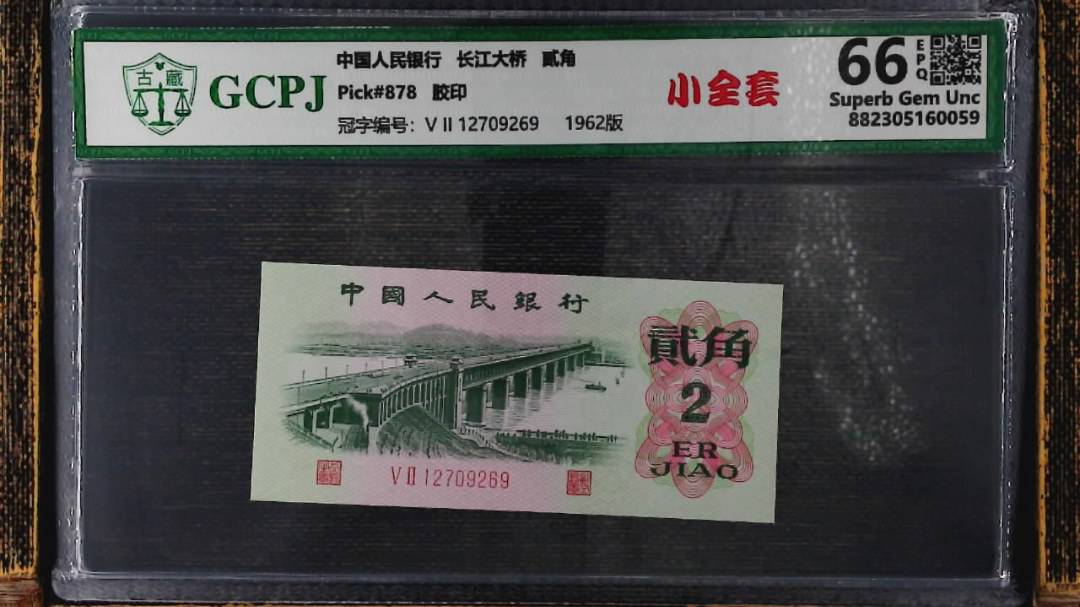 古藏
GCPJ
中国人民银行 长江大桥 贰角
Pick#878 胶印
冠字编号: V II 12709269 1962版
小全套
66 EPQ
Superb Gem Unc
882305160059
中國人民銀行
貳角
2
ER
JIAO
V II 12709269